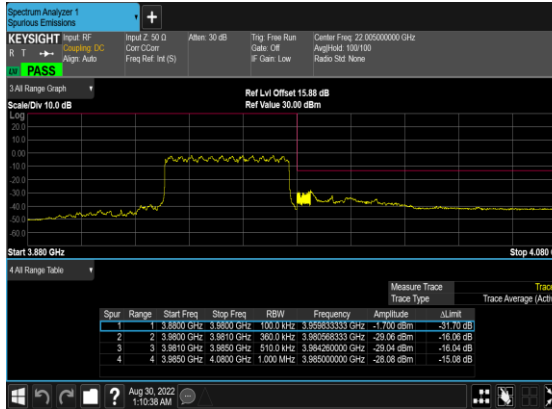 Spectrum Analyzer 1
Spurious Emissions
KEYSIGHT Input: RF Input Z: 50 Ω Atten: 30 dB Trig: Free Run Center Freq: 22.005000000 GHz
R T Coupling: DC Corr CCorr Gate: Off Avg|Hold: 100/100
Align: Auto Freq Ref: Int (S) IF Gain: Low Radio Std: None
PASS
3 All Range Graph
Ref Lvl Offset 15.88 dB
Scale/Div 10.0 dB Ref Value 30.00 dBm
Log
20.0
10.0
0.00
-10.0
-20.0
-30.0
-40.0
-50.0
-60.0
Start 3.880 GHz Stop 4.080
4 All Range Table
Measure Trace Trace
Trace Type Trace Average (Acti
Spur Range Start Freq Stop Freq RBW Frequency Amplitude ΔLimit
1 1 3.8800 GHz 3.9800 GHz 100.0 kHz 3.959833333 GHz -1.700 dBm -31.70 dB
2 2 3.9800 GHz 3.9810 GHz 360.0 kHz 3.980568333 GHz -29.06 dBm -16.06 dB
3 3 3.9810 GHz 3.9850 GHz 510.0 kHz 3.984260000 GHz -29.04 dBm -16.04 dB
4 4 3.9850 GHz 4.0800 GHz 1.000 MHz 3.985000000 GHz -28.08 dBm -15.08 dB
? Aug 30, 2022
1:10:38 AM